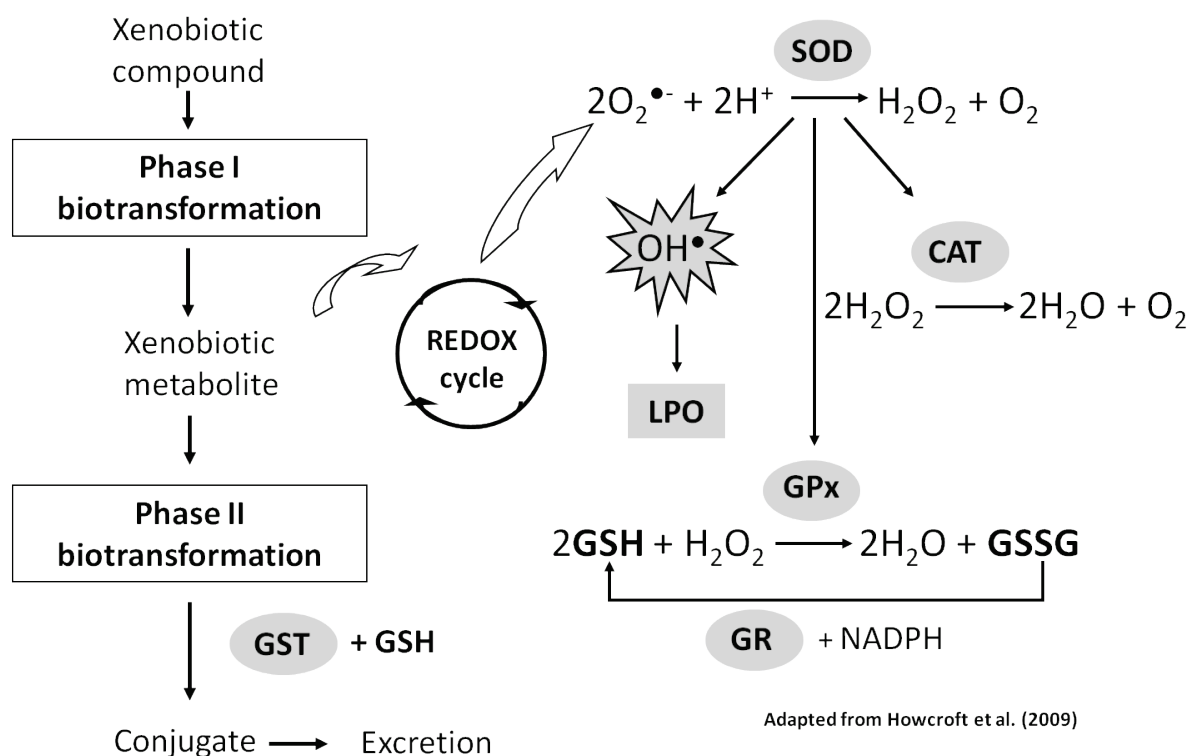 Xenobiotic
compound
Phase I
biotransformation
Xenobiotic
metabolite
Phase II
biotransformation
GST + GSH
Conjugate Excretion
REDOX
cycle
SOD
2O₂•- + 2H⁺ H₂O₂ + O₂
OH•
LPO
CAT
2H₂O₂ 2H₂O + O₂
GPx
2GSH + H₂O₂ 2H₂O + GSSG
GR + NADPH
Adapted from Howcroft et al. (2009)